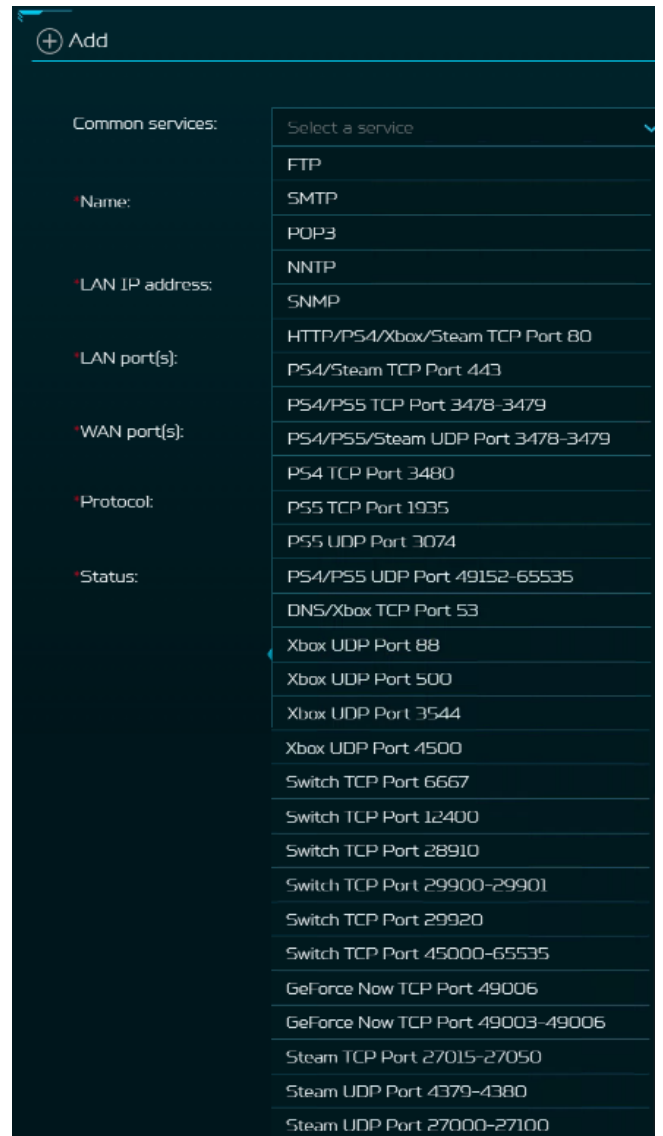 Add
Common services:
Select a service
FTP
SMTP
POP3
NNTP
SNMP
HTTP/PS4/Xbox/Steam TCP Port 80
PS4/Steam TCP Port 443
PS4/PS5 TCP Port 3478-3479
PS4/PS5/Steam UDP Port 3478-3479
PS4 TCP Port 3480
PS5 TCP Port 1935
PS5 UDP Port 3074
PS4/PS5 UDP Port 49152-65535
DNS/Xbox TCP Port 53
Xbox UDP Port 88
Xbox UDP Port 500
Xbox UDP Port 3544
Xbox UDP Port 4500
Switch TCP Port 6667
Switch TCP Port 12400
Switch TCP Port 28910
Switch TCP Port 29900-29901
Switch TCP Port 29920
Switch TCP Port 45000-65535
GeForce Now TCP Port 49006
GeForce Now TCP Port 49003-49006
Steam TCP Port 27015-27050
Steam UDP Port 4379-4380
Steam UDP Port 27000-27100
*Name:
*LAN IP address:
*LAN port(s):
*WAN port(s):
*Protocol:
*Status: